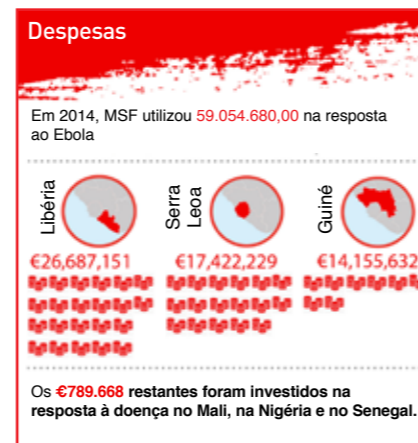 Despesas
Em 2014, MSF utilizou 59.054.680,00 na resposta
ao Ebola
Libéria
Serra
Leoa
Guiné
€26,687,151
€17,422,229
€14,155,632
Os €789.668 restantes foram investidos na
resposta à doença no Mali, na Nigéria e no Senegal.